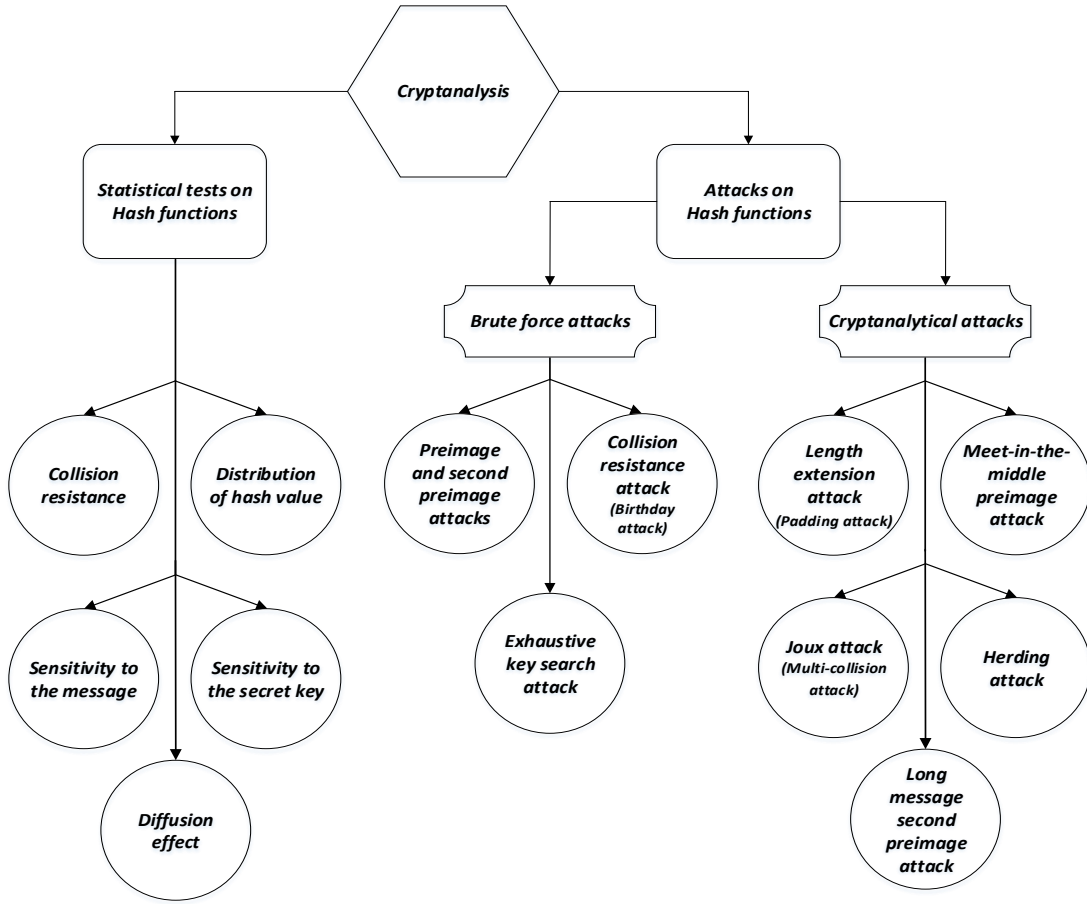 Cryptanalysis
Statistical tests on
Hash functions
Attacks on
Hash functions
Brute force attacks
Cryptanalytical attacks
Collision
resistance
Distribution
of hash value
Preimage
and second
preimage
attacks
Collision
resistance
attack
(Birthday
attack)
Length
extension
attack
(Padding attack)
Meet-in-the-
middle
preimage
attack
Sensitivity to
the message
Sensitivity to
the secret key
Exhaustive
key search
attack
Joux attack
(Multi-collision
attack)
Herding
attack
Diffusion
effect
Long
message
second
preimage
attack